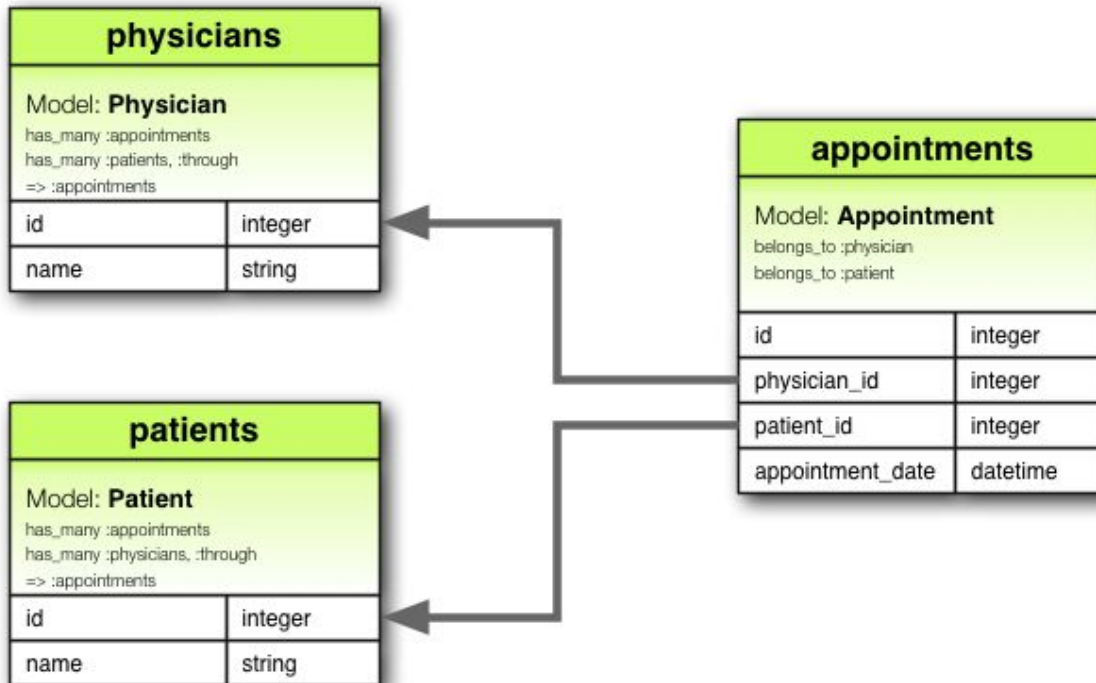 physicians
Model: Physician
has_many :appointments
has_many :patients, :through
=> :appointments
id integer
name string
appointments
Model: Appointment
belongs_to :physician
belongs_to :patient
id integer
physician_id integer
patient_id integer
appointment_date datetime
patients
Model: Patient
has_many :appointments
has_many :physicians, :through
=> :appointments
id integer
name string